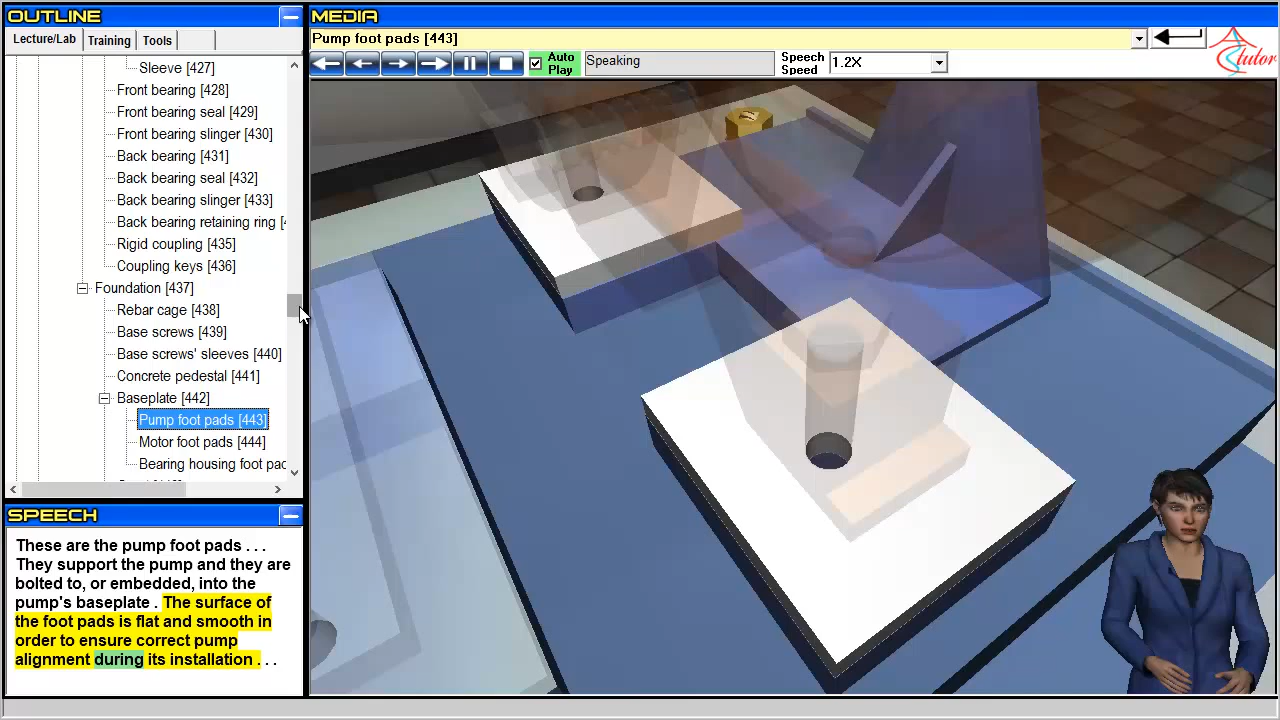 OUTLINE
Lecture/Lab
Training
Tools
Sleeve [427]
Front bearing [428]
Front bearing seal [429]
Front bearing slinger [430]
Back bearing [431]
Back bearing seal [432]
Back bearing slinger [433]
Back bearing retaining ring [
Rigid coupling [435]
Coupling keys [436]
Foundation [437]
Rebar cage [438]
Base screws [439]
Base screws' sleeves [440]
Concrete pedestal [441]
Baseplate [442]
Pump foot pads [443]
Motor foot pads [444]
Bearing housing foot pad
SPEECH
These are the pump foot pads . . .
They support the pump and they are
bolted to, or embedded, into the
pump's baseplate . The surface of
the foot pads is flat and smooth in
order to ensure correct pump
alignment during its installation . . .
MEDIA
Pump foot pads [443]
Auto
Play
Speaking
Speech
Speed
1.2X
tutor